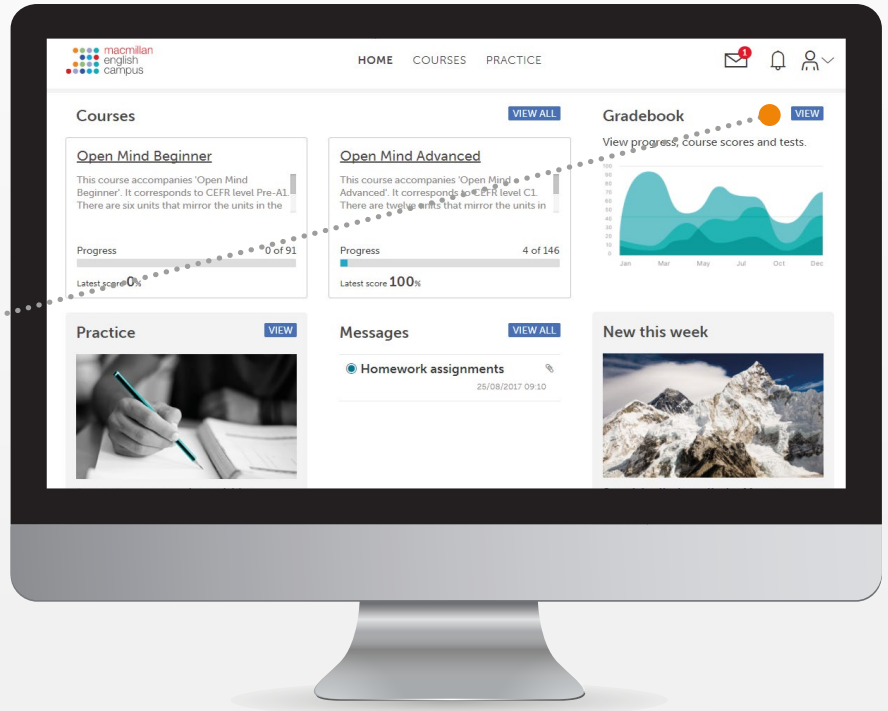 macmillan
english
campus
HOME COURSES PRACTICE
1
Courses
VIEW ALL
Open Mind Beginner
This course accompanies 'Open Mind
Beginner'. It corresponds to CEFR level Pre-A1.
There are six units that mirror the units in the
Progress 0 of 91
Latest score 0%
Open Mind Advanced
This course accompanies 'Open Mind
Advanced'. It corresponds to CEFR level C1.
There are twelve units that mirror the units in
Progress 4 of 146
Latest score 100%
Gradebook
VIEW
View progress, course scores and tests.
100
90
80
70
60
50
40
30
20
10
0
Jan Mar May Jul Oct Dec
Practice
VIEW
Messages
VIEW ALL
Homework assignments
25/08/2017 09:10
New this week